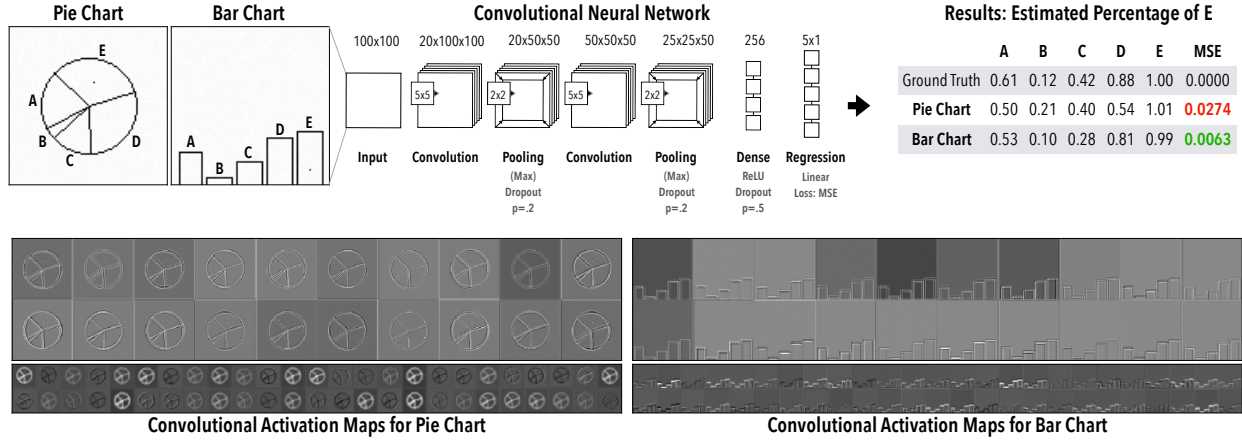 Pie Chart
Bar Chart
Convolutional Neural Network
Results: Estimated Percentage of E
100x100 20x100x100 20x50x50 50x50x50 25x25x50 256 5x1
E
A
B
C
D
A
B
C
D
E
5x5
2x2
5x5
2x2
Input
Convolution
Pooling
(Max)
Dropout
p=.2
Convolution
Pooling
(Max)
Dropout
p=.2
Dense
ReLU
Dropout
p=.5
Regression
Linear
Loss: MSE
A B C D E MSE
Ground Truth 0.61 0.12 0.42 0.88 1.00 0.0000
Pie Chart 0.50 0.21 0.40 0.54 1.01 0.0274
Bar Chart 0.53 0.10 0.28 0.81 0.99 0.0063
Convolutional Activation Maps for Pie Chart
Convolutional Activation Maps for Bar Chart